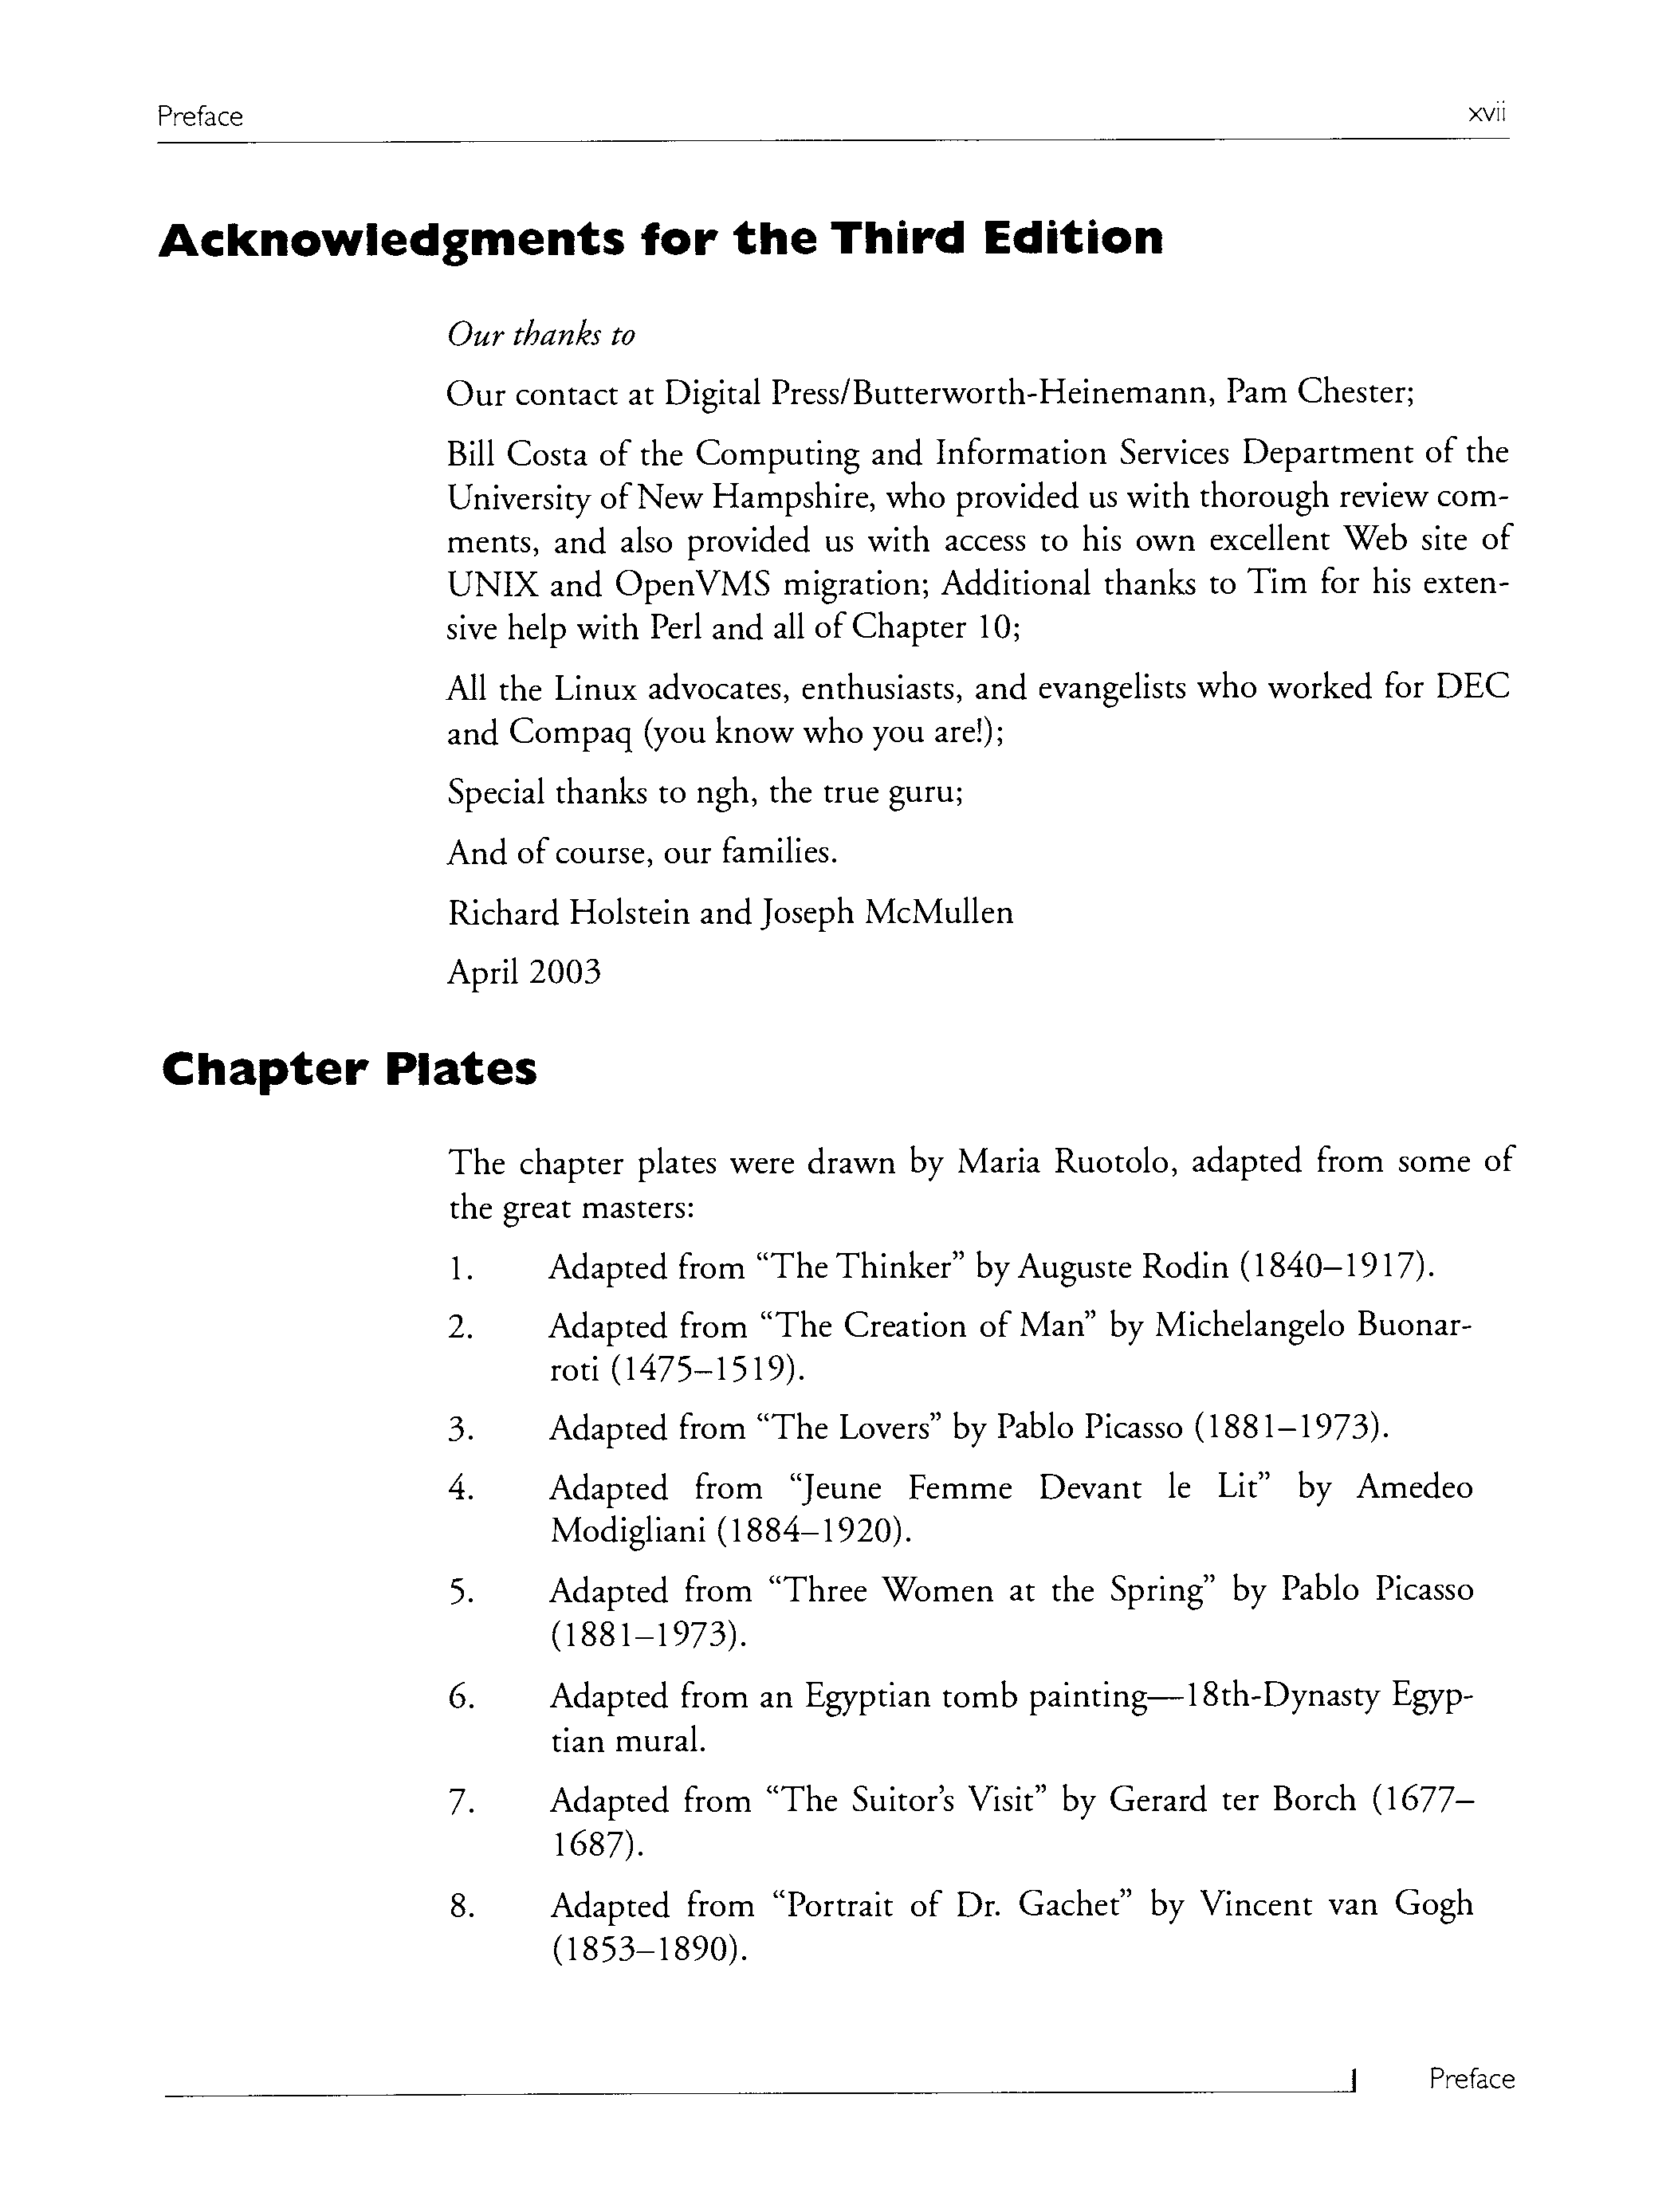 Preface
xvii
Acknowledgments for the Third Edition
Our thanks to
Our contact at Digital Press/Butterworth-Heinemann, Pam Chester;
Bill Costa of the Computing and Information Services Department of the
University of New Hampshire, who provided us with thorough review com-
ments, and also provided us with access to his own excellent Web site of
UNIX and OpenVMS migration; Additional thanks to Tim for his exten-
sive help with Perl and all of Chapter 10;
All the Linux advocates, enthusiasts, and evangelists who worked for DEC
and Compaq (you know who you are!);
Special thanks to ngh, the true guru;
And of course, our families.
Richard Holstein and Joseph McMullen
April 2003
Chapter Plates
The chapter plates were drawn by Maria Ruotolo, adapted from some of
the great masters:
1. Adapted from “The Thinker” by Auguste Rodin (1840–1917).
2. Adapted from “The Creation of Man” by Michelangelo Buonar-
roti (1475–1519).
3. Adapted from “The Lovers” by Pablo Picasso (1881–1973).
4. Adapted from “Jeune Femme Devant le Lit” by Amedeo
Modigliani (1884–1920).
5. Adapted from “Three Women at the Spring” by Pablo Picasso
(1881–1973).
6. Adapted from an Egyptian tomb painting—18th-Dynasty Egyp-
tian mural.
7. Adapted from “The Suitor’s Visit” by Gerard ter Borch (1677–
1687).
8. Adapted from “Portrait of Dr. Gachet” by Vincent van Gogh
(1853–1890).
Preface